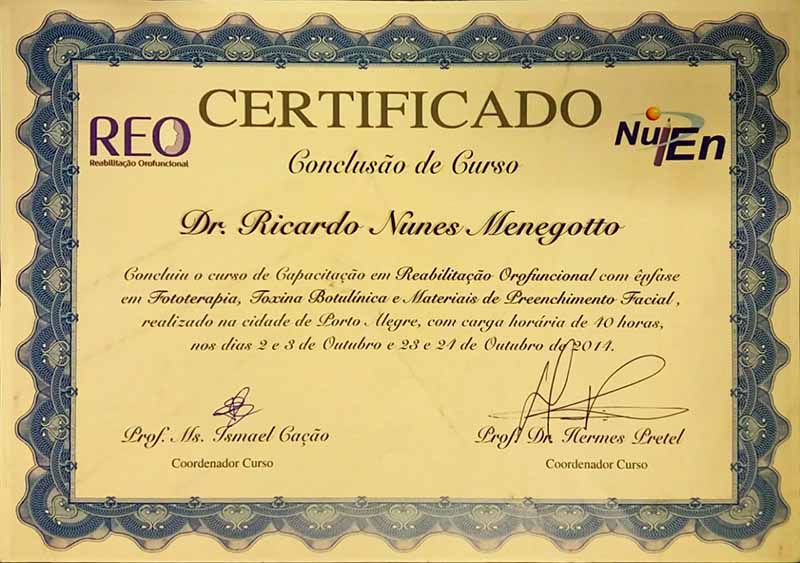 CERTIFICADO
REO
Reabilitação Orofuncional
NuPEn
Conclusão de Curso
Dr. Ricardo Nunes Menegotto
Concluiu o curso de Capacitação em Reabilitação Orofuncional com ênfase
em Fototerapia, Toxina Botulínica e Materiais de Preenchimento Facial ,
realizado na cidade de Porto Alegre, com carga horária de 40 horas,
nos dias 2 e 3 de Outubro e 23 e 24 de Outubro de 2014.
Prof. Ms. Ismael Cação
Coordenador Curso
Prof. Dr. Hermes Pretel
Coordenador Curso